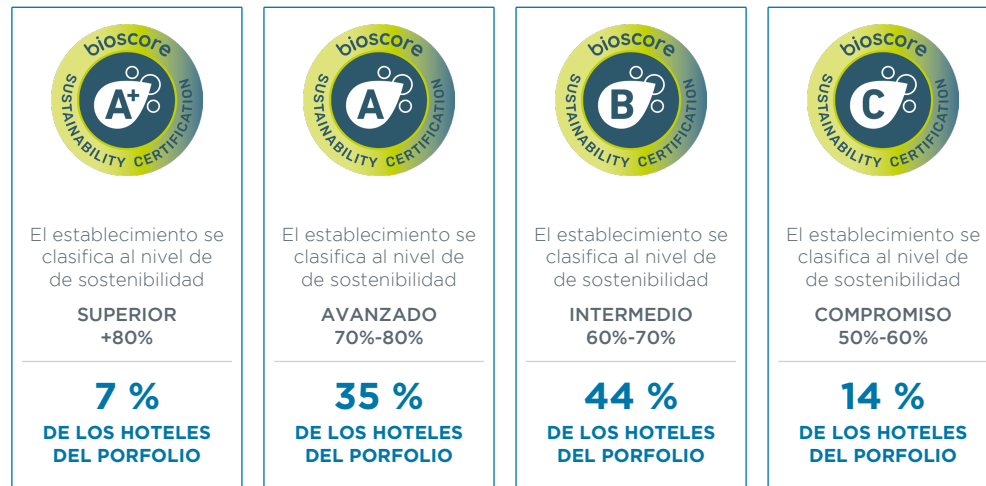 bioscore
A+
SUSTAINABILITY CERTIFICATION
El establecimiento se
clasifica al nivel de
de sostenibilidad
SUPERIOR
+80%
7 %
DE LOS HOTELES
DEL PORFOLIO
bioscore
A
SUSTAINABILITY CERTIFICATION
El establecimiento se
clasifica al nivel de
de sostenibilidad
AVANZADO
70%-80%
35 %
DE LOS HOTELES
DEL PORFOLIO
bioscore
B
SUSTAINABILITY CERTIFICATION
El establecimiento se
clasifica al nivel de
de sostenibilidad
INTERMEDIO
60%-70%
44 %
DE LOS HOTELES
DEL PORFOLIO
bioscore
C
SUSTAINABILITY CERTIFICATION
El establecimiento se
clasifica al nivel de
de sostenibilidad
COMPROMISO
50%-60%
14 %
DE LOS HOTELES
DEL PORFOLIO